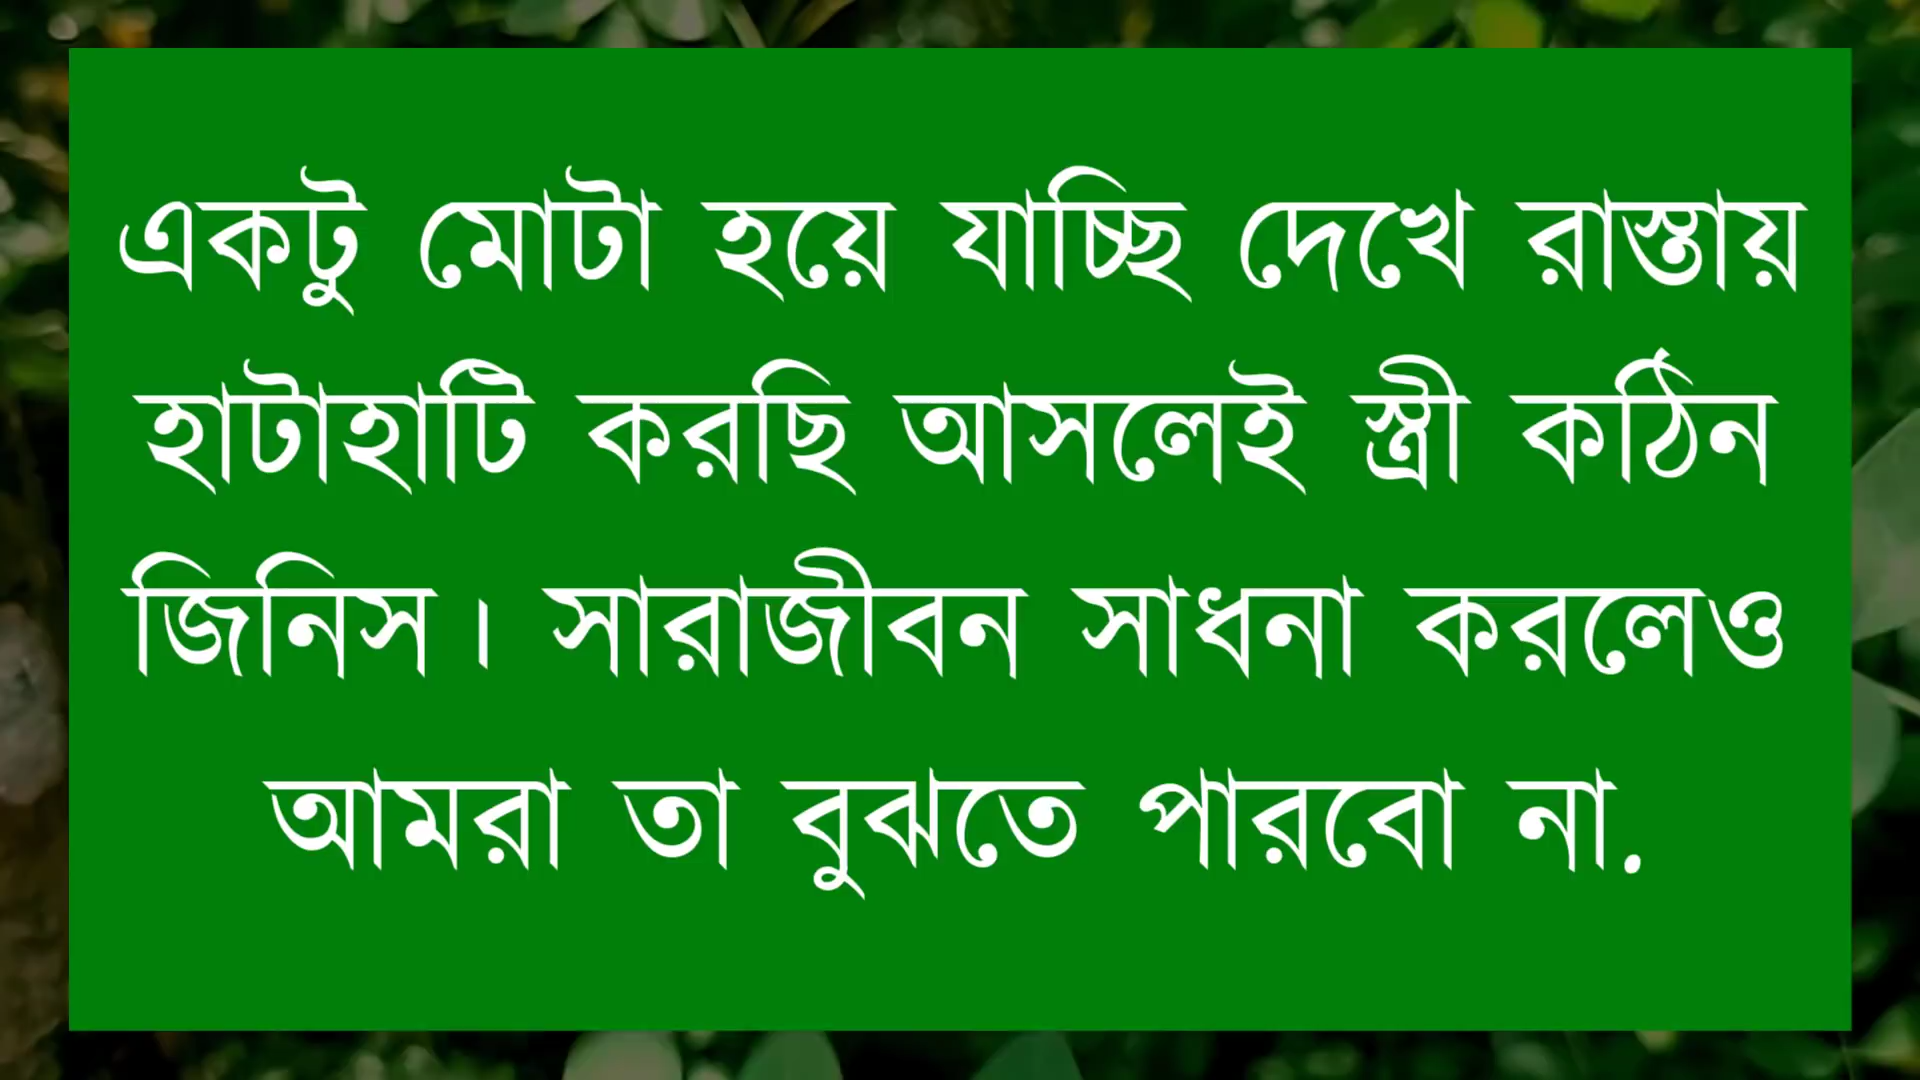 একটু মোটা হয়ে যাচ্ছি দেখে রাস্তায়
হাটাহাটি করছি আসলেই স্ত্রী কঠিন
জিনিস। সারাজীবন সাধনা করলেও
আমরা তা বুঝতে পারবো না.